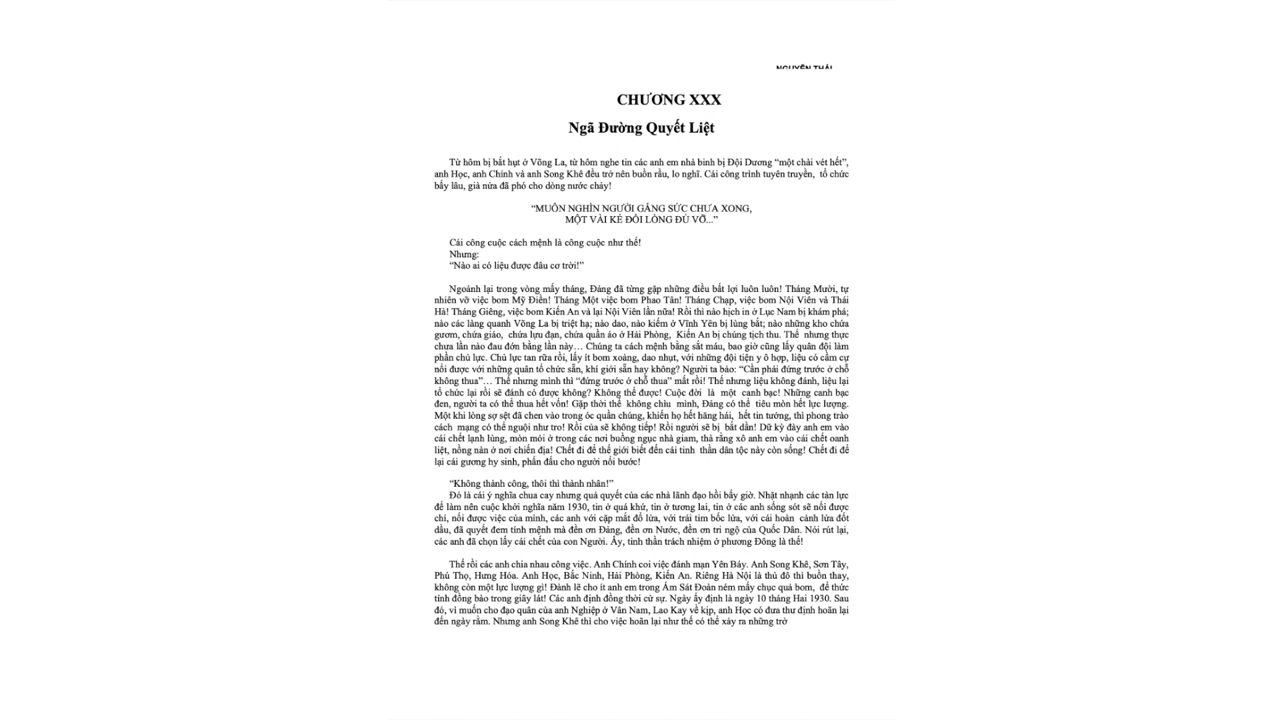 NGUYỄN THÁI
CHƯƠNG XXX
Ngã Đường Quyết Liệt
Từ hôm bị bắt hụt ở Võng La, từ hôm nghe tin các anh em nhà binh bị Đội Dương “một chài vét hết”,
anh Học, anh Chính và anh Song Khê đều trở nên buồn rầu, lo nghĩ. Cái công trình tuyên truyền, tổ chức
bấy lâu, già nửa đã phó cho dòng nước chảy!
“MUÔN NGHÌN NGƯỜI GẮNG SỨC CHƯA XONG,
MỘT VÀI KẺ ĐỔI LÒNG ĐỦ VỠ...”
Cái công cuộc cách mệnh là công cuộc như thế!
Nhưng:
“Nào ai có liệu được đâu cơ trời!”
Ngoảnh lại trong vòng mấy tháng, Đảng đã từng gặp những điều bất lợi luôn luôn! Tháng Mười, tự
nhiên vỡ việc bom Mỹ Điền! Tháng Một việc bom Phao Tân! Tháng Chạp, việc bom Nội Viên và Thái
Hà! Tháng Giêng, việc bom Kiến An và lại Nội Viên lần nữa! Rồi thì nào hịch in ở Lục Nam bị khám phá;
nào các làng quanh Võng La bị triệt hạ; nào dao, nào kiếm ở Vĩnh Yên bị lùng bắt; nào những kho chứa
gươm, chứa giáo, chứa lựu đạn, chứa quần áo ở Hải Phòng, Kiến An bị chúng tịch thu. Thế nhưng thực
chưa lần nào đau đớn bằng lần này… Chúng ta cách mệnh bằng sắt máu, bao giờ cũng lấy quân đội làm
phần chủ lực. Chủ lực tan rữa rồi, lấy ít bom xoàng, dao nhụt, với những đội tiện y ô hợp, liệu có cầm cự
nổi được với những quân tổ chức sẵn, khí giới sẵn hay không? Người ta bảo: “Cần phải đứng trước ở chỗ
không thua”… Thế nhưng mình thì “đứng trước ở chỗ thua” mất rồi! Thế nhưng liệu không đánh, liệu lại
tổ chức lại rồi sẽ đánh có được không? Không thể được! Cuộc đời là một canh bạc! Những canh bạc
đen, người ta có thể thua hết vốn! Gặp thời thế không chìu mình, Đảng có thể tiêu mòn hết lực lượng.
Một khi lòng sợ sệt đã chen vào trong óc quần chúng, khiến họ hết hăng hái, hết tin tưởng, thì phong trào
cách mạng có thể nguội như tro! Rồi của sẽ không tiếp! Rồi người sẽ bị bắt dần! Dữ kỳ đẩy anh em vào
cái chết lạnh lùng, mòn mỏi ở trong các nơi buồng ngục nhà giam, thà rằng xô anh em vào cái chết oanh
liệt, nồng nàn ở nơi chiến địa! Chết đi để thế giới biết đến cái tinh thần dân tộc này còn sống! Chết đi để
lại cái gương hy sinh, phấn đấu cho người nối bước!
“Không thành công, thôi thì thành nhân!”
Đó là cái ý nghĩa chua cay nhưng quả quyết của các nhà lãnh đạo hồi bấy giờ. Nhặt nhạnh các tàn lực
để làm nên cuộc khởi nghĩa năm 1930, tin ở quá khứ, tin ở tương lai, tin ở các anh sống sót sẽ nối được
chí, nối được việc của mình, các anh với cặp mắt đổ lửa, với trái tim bốc lửa, với cái hoàn cảnh lửa đốt
dầu, đã quyết đem tính mệnh mà đền ơn Đảng, đền ơn Nước, đền ơn tri ngộ của Quốc Dân. Nói rút lại,
các anh đã chọn lấy cái chết của con Người. Ấy, tinh thần trách nhiệm ở phương Đông là thế!
Thế rồi các anh chia nhau công việc. Anh Chính coi việc đánh mạn Yên Báy. Anh Song Khê, Sơn Tây,
Phú Thọ, Hưng Hóa. Anh Học, Bắc Ninh, Hải Phòng, Kiến An. Riêng Hà Nội là thủ đô thì buồn thay,
không còn một lực lượng gì! Đành lẽ cho ít anh em trong Ám Sát Đoàn ném mấy chục quả bom, để thức
tỉnh đồng bào trong giây lát! Các anh định đồng thời cử sự. Ngày ấy định là ngày 10 tháng Hai 1930. Sau
đó, vì muốn cho đạo quân của anh Nghiệp ở Vân Nam, Lao Kay về kịp, anh Học có đưa thư định hoãn lại
đến ngày rằm. Nhưng anh Song Khê thì cho việc hoãn lại như thế có thể xảy ra những trở